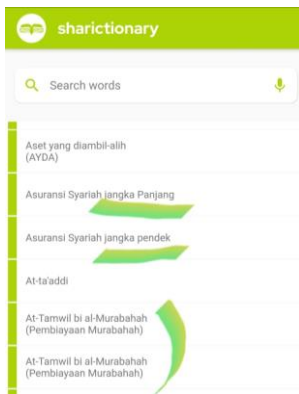 sharictionary
Search words
Aset yang diambil-alih
(AYDA)
Asuransi Syariah jangka Panjang
Asuransi Syariah jangka pendek
At-ta'addi
At-Tamwil bi al-Murabahah
(Pembiayaan Murabahah)
At-Tamwil bi al-Murabahah
(Pembiayaan Murabahah)